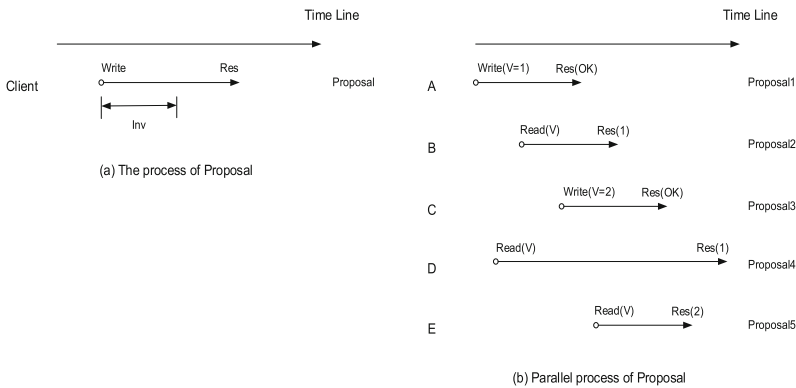 Time Line
Write Res
Client Proposal
Inv
(a) The process of Proposal
Time Line
Write(V=1) Res(OK)
A Proposal1
Read(V) Res(1)
B Proposal2
Write(V=2) Res(OK)
C Proposal3
Read(V) Res(1)
D Proposal4
Read(V) Res(2)
E Proposal5
(b) Parallel process of Proposal